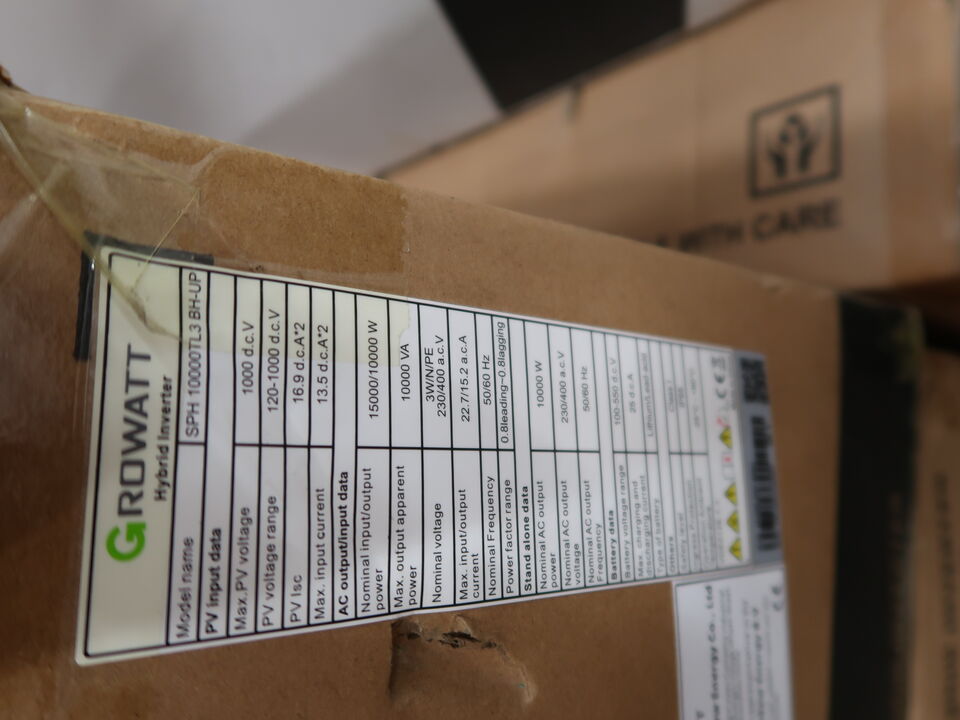 GROWATT
Hybrid Inverter
Model name SPH 10000TL3 BH-UP
PV input data
Max.PV voltage 1000 d.c.V
PV voltage range 120-1000 d.c.V
PV Isc 16.9 d.c.A*2
Max. input current 13.5 d.c.A*2
AC output/input data
Nominal input/output power 15000/10000 W
Max. output apparent power 10000 VA
Nominal voltage 3W/N/PE 230/400 a.c.V
Max. input/output current 22.7/15.2 a.c.A
Nominal Frequency 50/60 Hz
Power factor range 0.8leading~0.8lagging
Stand alone data
Nominal AC output power 10000 W
Nominal AC output voltage 230/400 a.c.V
Nominal AC output Frequency 50/60 Hz
Battery data
Battery voltage range 100-550 d.c.V
Max. charging and discharging current 25 d.c.A
Type of battery Lithium/Lead-acid
Others
Energy Co., Ltd
WITH CARE